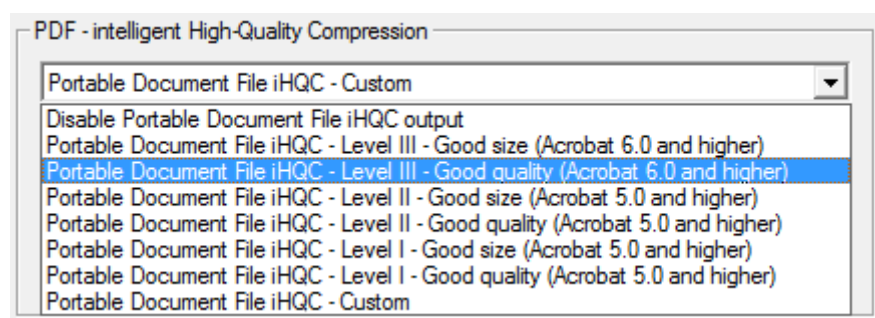 PDF - intelligent High-Quality Compression
Portable Document File iHQC - Custom
Disable Portable Document File iHQC output
Portable Document File iHQC - Level III - Good size (Acrobat 6.0 and higher)
Portable Document File iHQC - Level III - Good quality (Acrobat 6.0 and higher)
Portable Document File iHQC - Level II - Good size (Acrobat 5.0 and higher)
Portable Document File iHQC - Level II - Good quality (Acrobat 5.0 and higher)
Portable Document File iHQC - Level I - Good size (Acrobat 5.0 and higher)
Portable Document File iHQC - Level I - Good quality (Acrobat 5.0 and higher)
Portable Document File iHQC - Custom